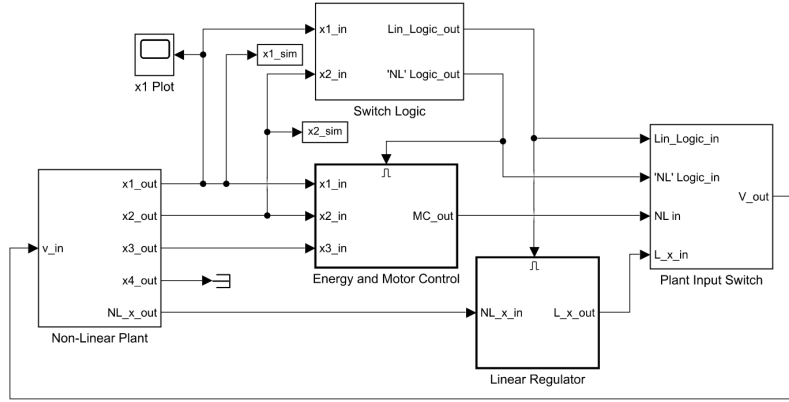 x1_in
Lin_Logic_out
x1_sim
x2_in
'NL' Logic_out
x1 Plot
Switch Logic
x2_sim
Lin_Logic_in
'NL' Logic_in
V_out
NL in
L_x_in
Plant Input Switch
x1_out
x1_in
x2_out
x2_in
MC_out
v_in
x3_out
x3_in
x4_out
Energy and Motor Control
NL_x_out
NL_x_in
L_x_out
Non-Linear Plant
Linear Regulator